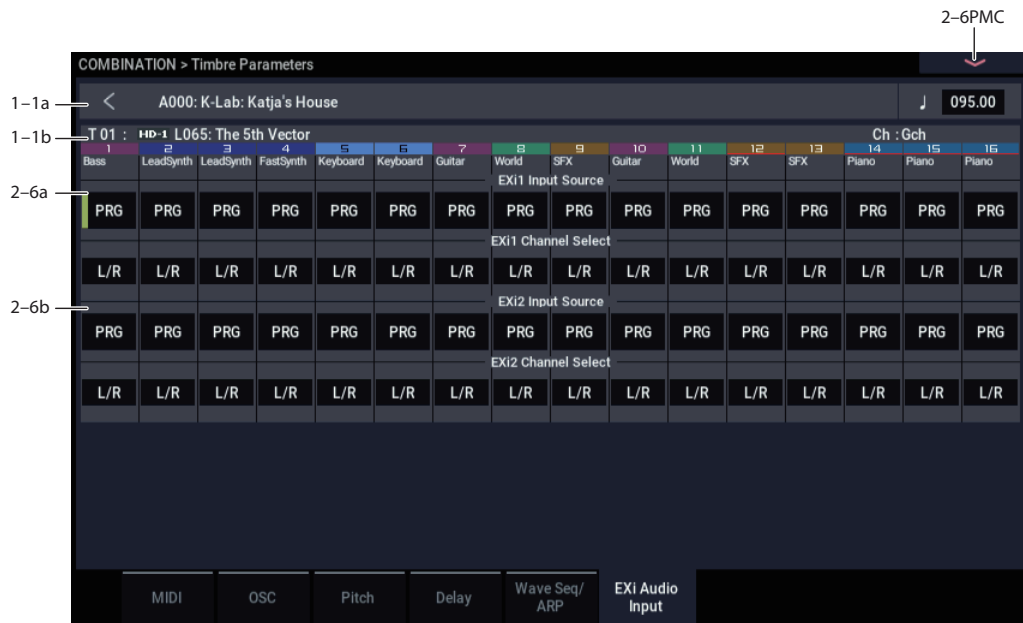 2–6PMC
COMBINATION > Timbre Parameters
1–1a
A000: K-Lab: Katja's House
♩ 095.00
1–1b
T 01 : HD-1 L065: The 5th Vector Ch : Gch
1 2 3 4 5 6 7 8 9 10 11 12 13 14 15 16
Bass LeadSynth LeadSynth FastSynth Keyboard Keyboard Guitar World SFX Guitar World SFX SFX Piano Piano Piano
EXi1 Input Source
2–6a
PRG PRG PRG PRG PRG PRG PRG PRG PRG PRG PRG PRG PRG PRG PRG PRG
EXi1 Channel Select
L/R L/R L/R L/R L/R L/R L/R L/R L/R L/R L/R L/R L/R L/R L/R L/R
EXi2 Input Source
2–6b
PRG PRG PRG PRG PRG PRG PRG PRG PRG PRG PRG PRG PRG PRG PRG PRG
EXi2 Channel Select
L/R L/R L/R L/R L/R L/R L/R L/R L/R L/R L/R L/R L/R L/R L/R L/R
MIDI OSC Pitch Delay Wave Seq/ EXi Audio
ARP Input